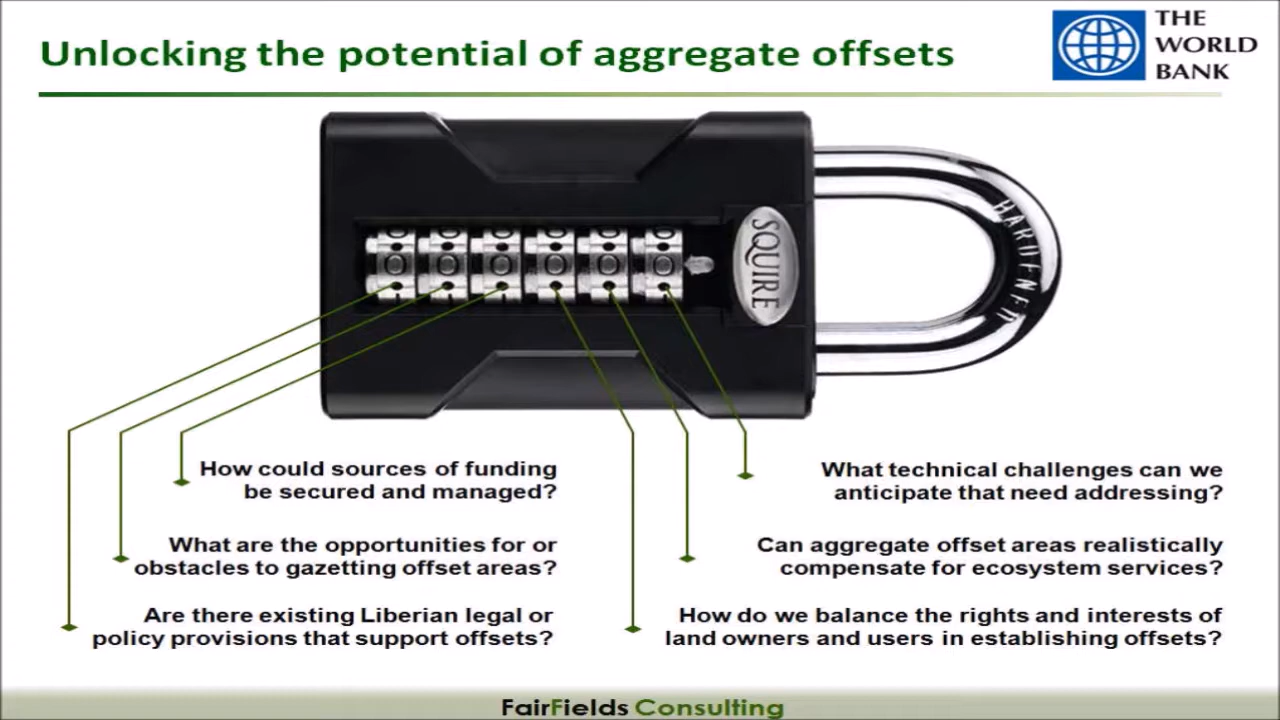 Unlocking the potential of aggregate offsets
THE
WORLD
BANK
SQUIRE
HARDENED
How could sources of funding
be secured and managed?
What are the opportunities for or
obstacles to gazetting offset areas?
Are there existing Liberian legal or
policy provisions that support offsets?
What technical challenges can we
anticipate that need addressing?
Can aggregate offset areas realistically
compensate for ecosystem services?
How do we balance the rights and interests of
land owners and users in establishing offsets?
FairFields Consulting